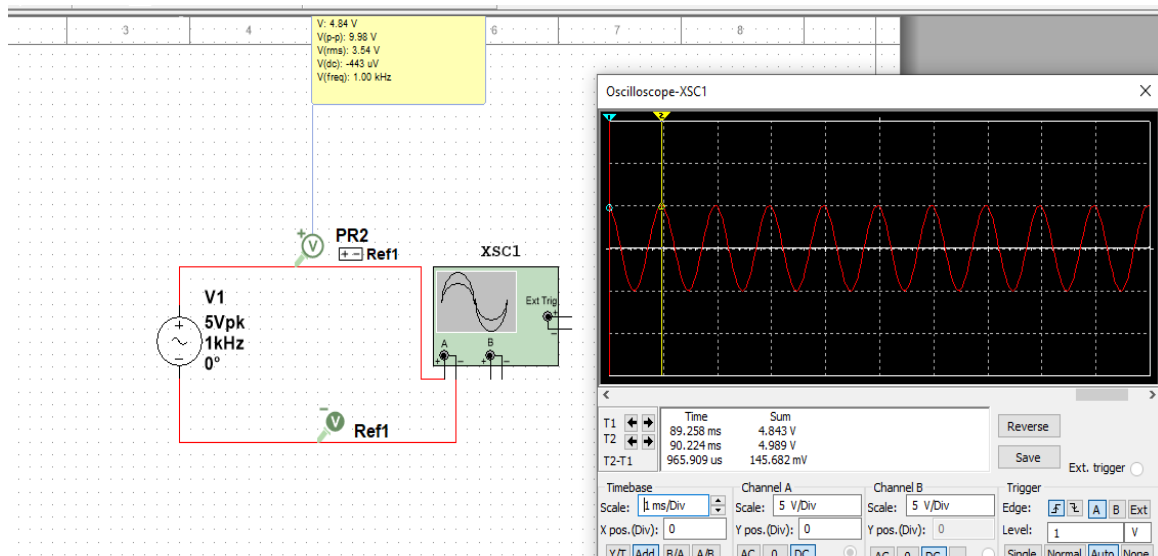 3
4
6
7
8
V: 4.84 V
V(p-p): 9.98 V
V(rms): 3.54 V
V(dc): -443 uV
V(freq): 1.00 kHz
Oscilloscope-XSC1
1
2
+
V
PR2
+ - Ref1
XSC1
Ext Trig
+
-
A
B
+ -
+ -
V1
5Vpk
1kHz
0°
+
-
-
V
Ref1
Time Sum
T1 89.258 ms 4.843 V
T2 90.224 ms 4.989 V
T2-T1 965.909 us 145.682 mV
Reverse
Save
Ext. trigger
Timebase
Scale: 1 ms/Div
X pos.(Div): 0
Y/T Add B/A A/B
Channel A
Scale: 5 V/Div
Y pos.(Div): 0
AC 0 DC
Channel B
Scale: 5 V/Div
Y pos.(Div): 0
AC 0 DC -
Trigger
Edge: A B Ext
Level: 1 V
Single Normal Auto None